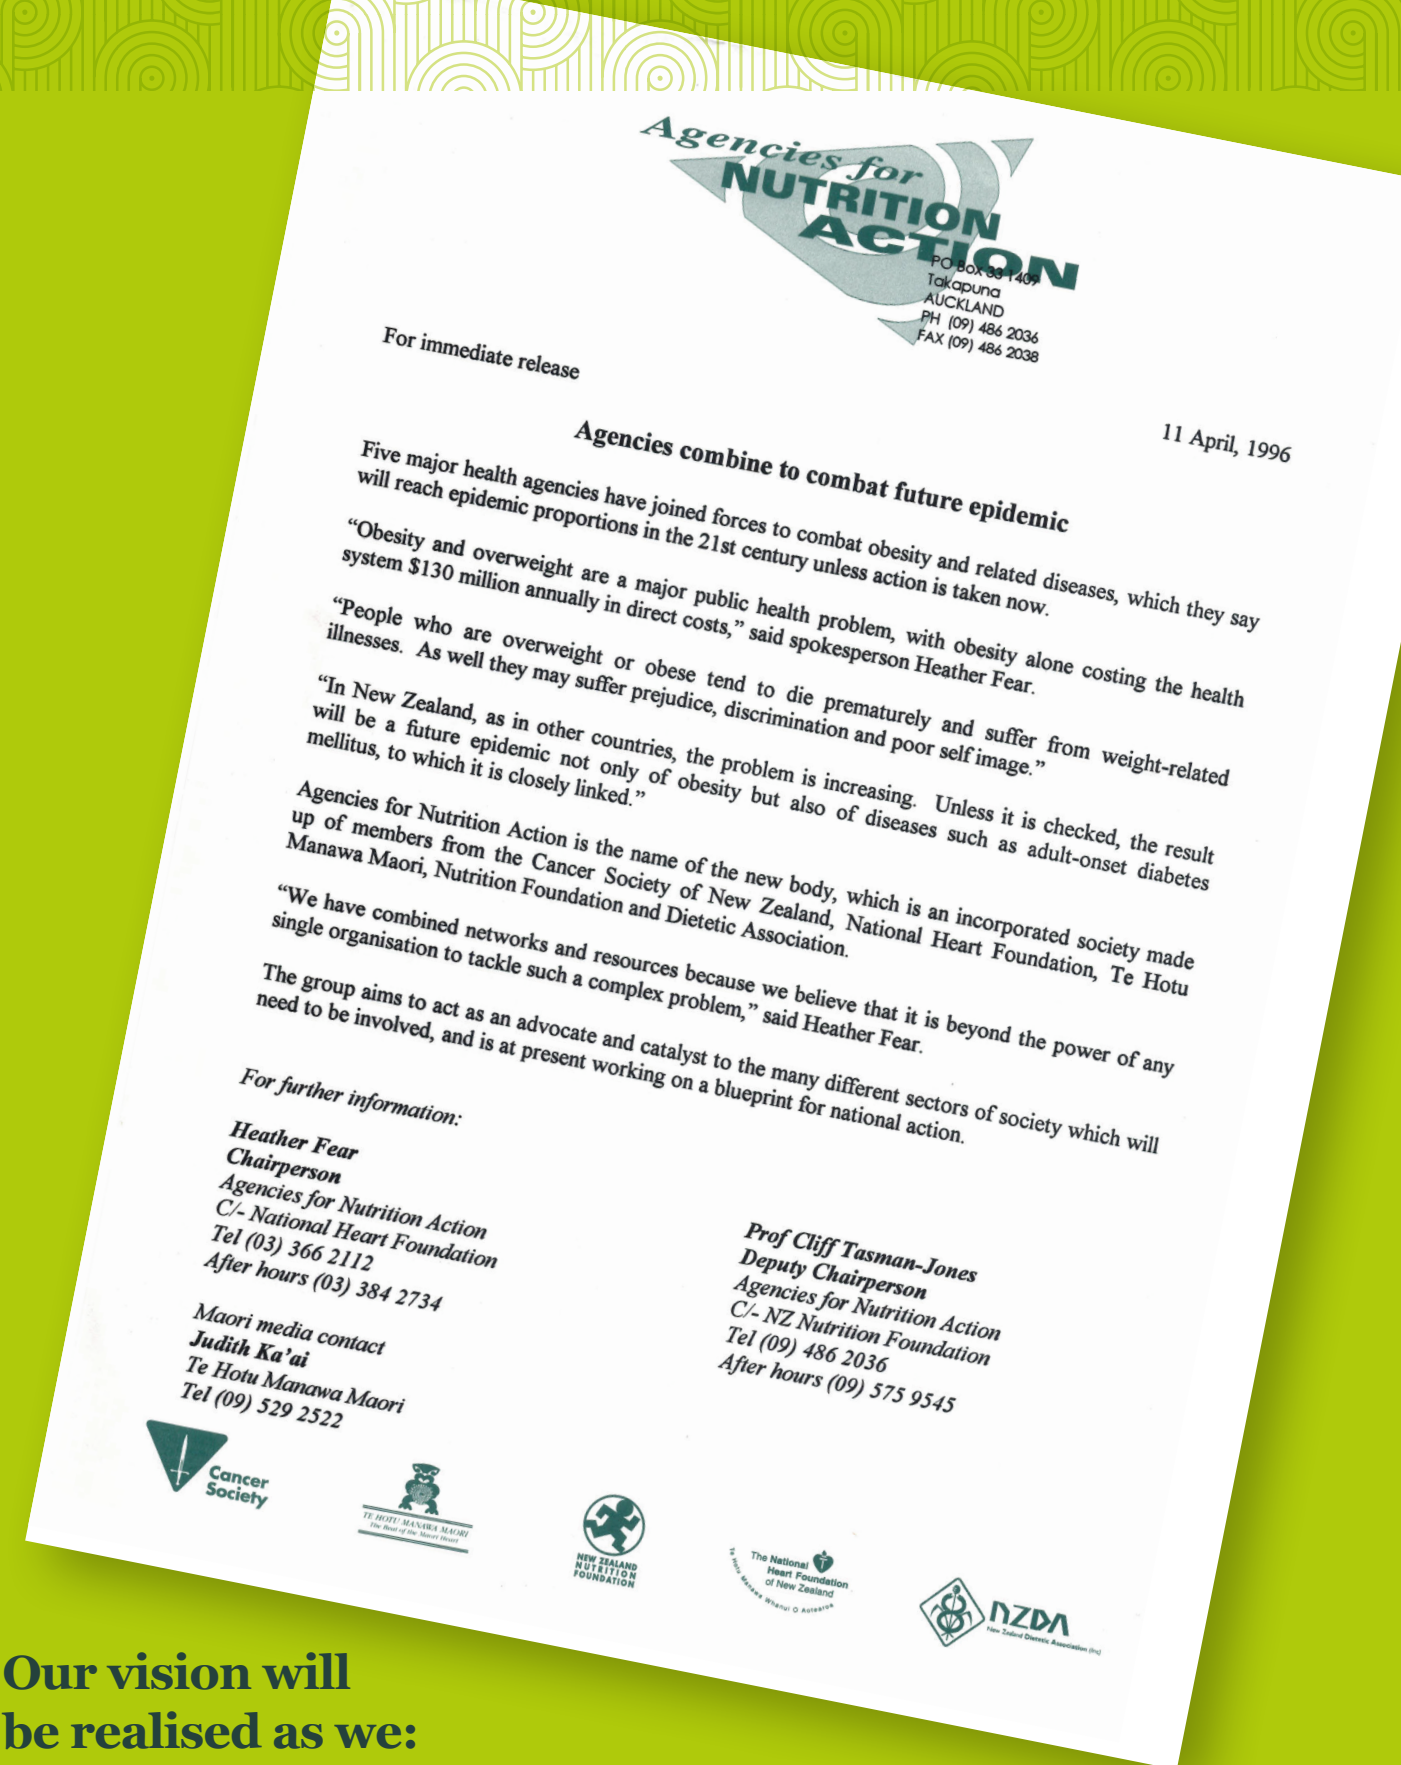 Agencies for
NUTRITION
ACTION
PO Box 33 1409
Takapuna
AUCKLAND
PH (09) 486 2036
FAX (09) 486 2038
For immediate release
11 April, 1996
Agencies combine to combat future epidemic
Five major health agencies have joined forces to combat obesity and related diseases, which they say
will reach epidemic proportions in the 21st century unless action is taken now.
“Obesity and overweight are a major public health problem, with obesity alone costing the health
system $130 million annually in direct costs,” said spokesperson Heather Fear.
“People who are overweight or obese tend to die prematurely and suffer from weight-related
illnesses. As well they may suffer prejudice, discrimination and poor self image.”
“In New Zealand, as in other countries, the problem is increasing. Unless it is checked, the result
will be a future epidemic not only of obesity but also of diseases such as adult-onset diabetes
mellitus, to which it is closely linked.”
Agencies for Nutrition Action is the name of the new body, which is an incorporated society made
up of members from the Cancer Society of New Zealand, National Heart Foundation, Te Hotu
Manawa Maori, Nutrition Foundation and Dietetic Association.
“We have combined networks and resources because we believe that it is beyond the power of any
single organisation to tackle such a complex problem,” said Heather Fear.
The group aims to act as an advocate and catalyst to the many different sectors of society which will
need to be involved, and is at present working on a blueprint for national action.
For further information:
Heather Fear
Chairperson
Agencies for Nutrition Action
C/- National Heart Foundation
Tel (03) 366 2112
After hours (03) 384 2734
Prof Cliff Tasman-Jones
Deputy Chairperson
Agencies for Nutrition Action
C/- NZ Nutrition Foundation
Tel (09) 486 2036
After hours (09) 575 9545
Maori media contact
Judith Ka’ai
Te Hotu Manawa Maori
Tel (09) 529 2522
Cancer
Society
TE HOTU MANAWA MAORI
The Beat of the Maori Heart
NEW ZEALAND
NUTRITION
FOUNDATION
The National
Heart Foundation
of New Zealand
Te Hotu Manawa Whanui O Aotearoa
NZDA
New Zealand Dietetic Association (Inc)
Our vision will
be realised as we: